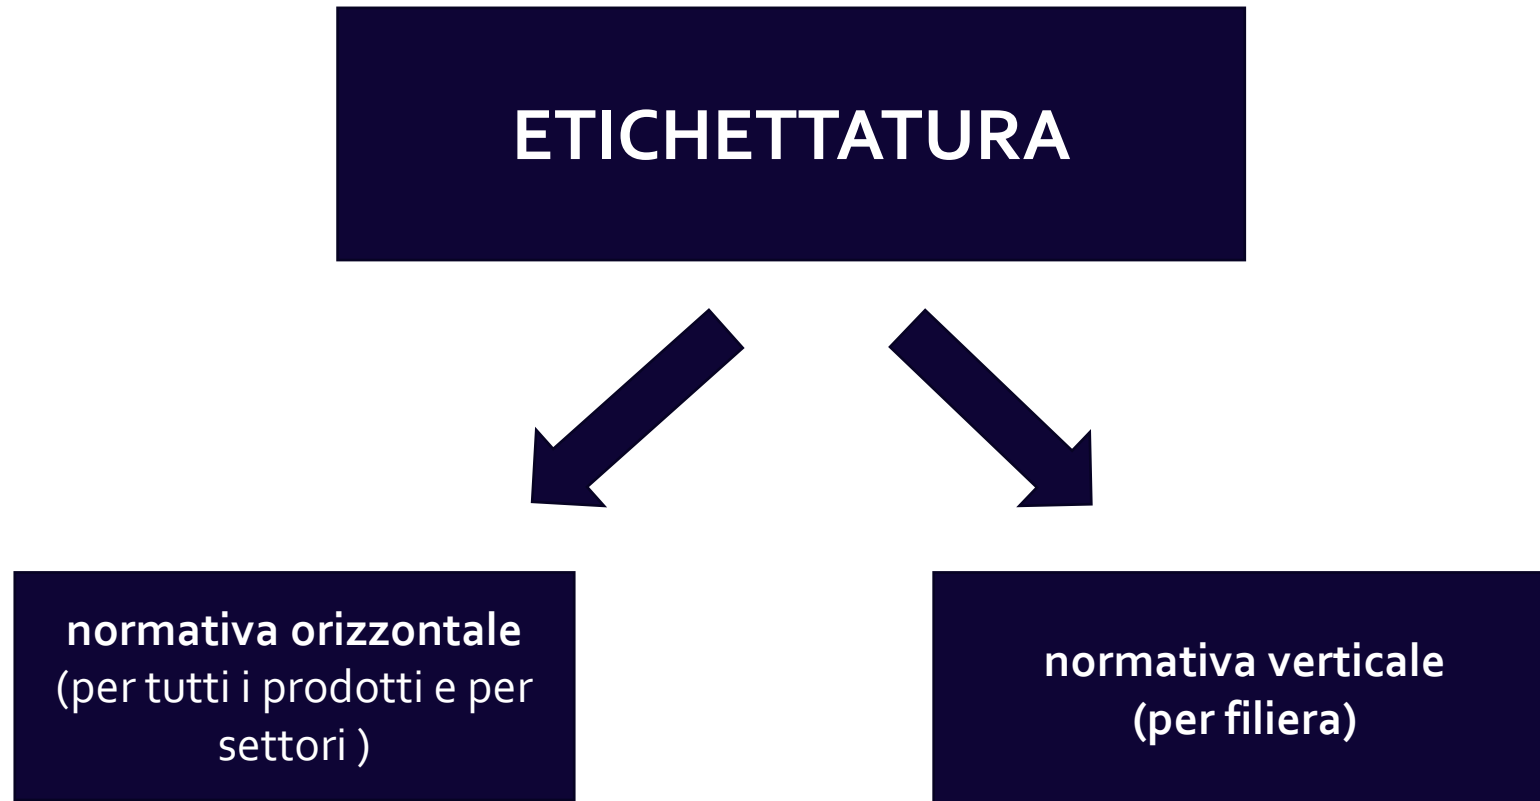 ETICHETTATURA
normativa orizzontale
(per tutti i prodotti e per
settori )
normativa verticale
(per filiera)